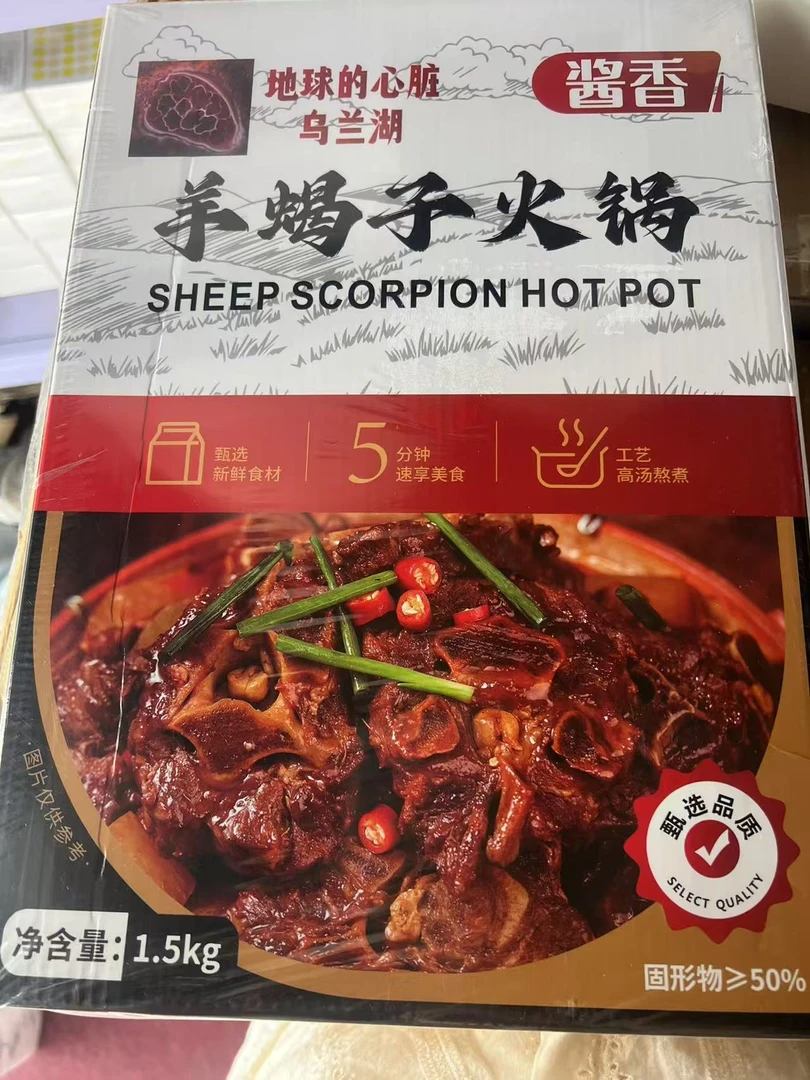 地球的心脏
乌兰湖
酱香
羊蝎子火锅
SHEEP SCORPION HOT POT
甄选
新鲜食材
5分钟
速享美食
工艺
高汤熬煮
·图片仅供参考·
甄选品质
SELECT QUALITY
净含量：1.5kg
固形物≥50%